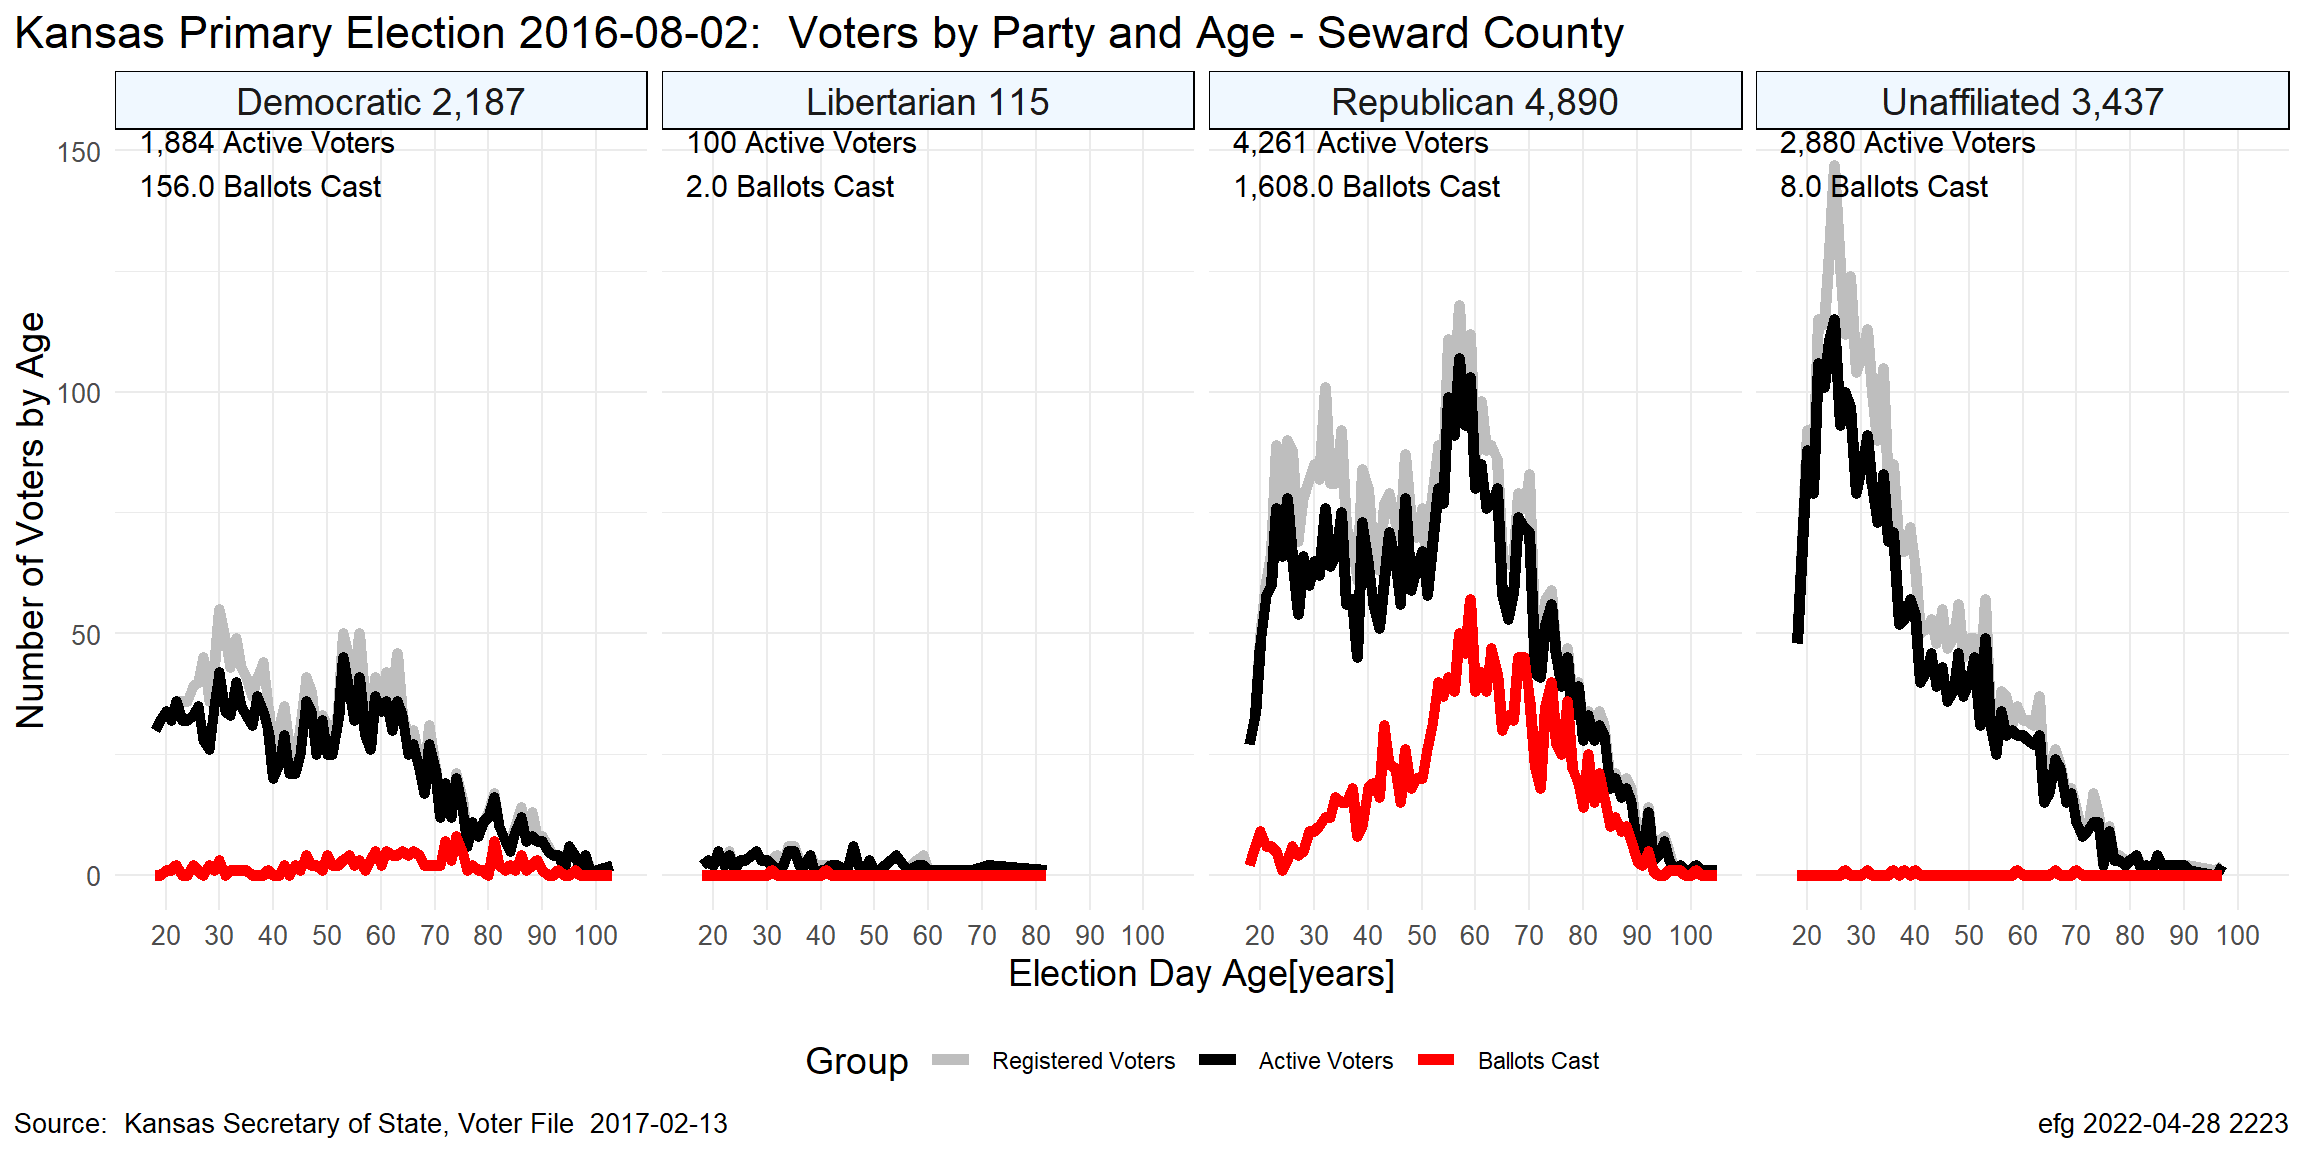 Kansas Primary Election 2016-08-02:  Voters by Party and Age - Seward County
Democratic 2,187
Libertarian 115
Republican 4,890
Unaffiliated 3,437
1,884 Active Voters
156.0 Ballots Cast
100 Active Voters
2.0 Ballots Cast
4,261 Active Voters
1,608.0 Ballots Cast
2,880 Active Voters
8.0 Ballots Cast
Number of Voters by Age
150
100
50
0
20 30 40 50 60 70 80 90 100
20 30 40 50 60 70 80 90 100
20 30 40 50 60 70 80 90 100
20 30 40 50 60 70 80 90 100
Election Day Age[years]
Group Registered Voters Active Voters Ballots Cast
Source:  Kansas Secretary of State, Voter File  2017-02-13
efg 2022-04-28 2223